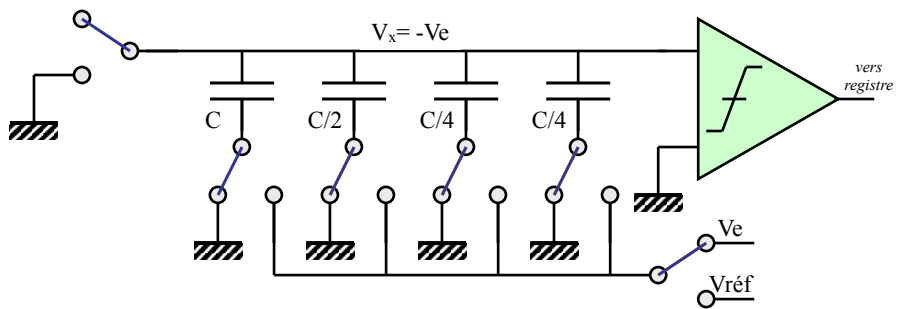 Vx= -Ve
vers
registre
C
C/2
C/4
C/4
Ve
Vréf